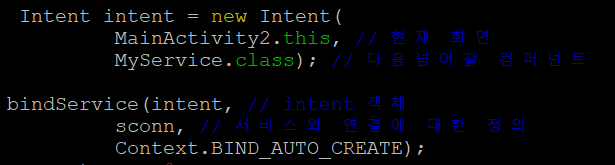 Intent intent = new Intent(
MainActivity2.this, // 현재 화면
MyService.class); // 다음넘어갈 컴퍼넌트
bindService(intent, // intent 객체
sconn, // 서비스와 연결에 대한 정의
Context.BIND_AUTO_CREATE);